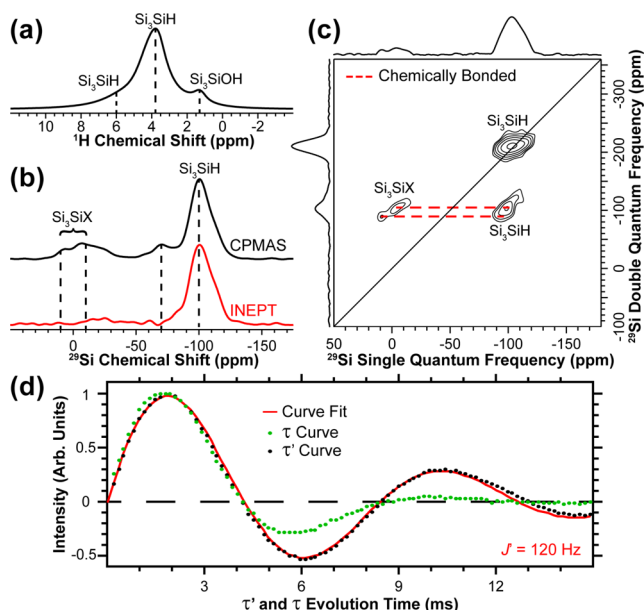 (a)
Si3SiH
Si3SiH
Si3SiOH
10 8 6 4 2 0 -2
1H Chemical Shift (ppm)
(b)
Si3SiH
Si3SiX
CPMAS
INEPT
0 -50 -100 -150
29Si Chemical Shift (ppm)
(c)
Chemically Bonded
Si3SiH
Si3SiX
Si3SiH
-300
-200
-100
0
-100
29Si Double Quantum Frequency (ppm)
50 0 -50 -100 -150
29Si Single Quantum Frequency (ppm)
(d)
Intensity (Arb. Units)
1
0.5
0
-0.5
Curve Fit
τ Curve
τ' Curve
J = 120 Hz
3 6 9 12
τ' and τ Evolution Time (ms)